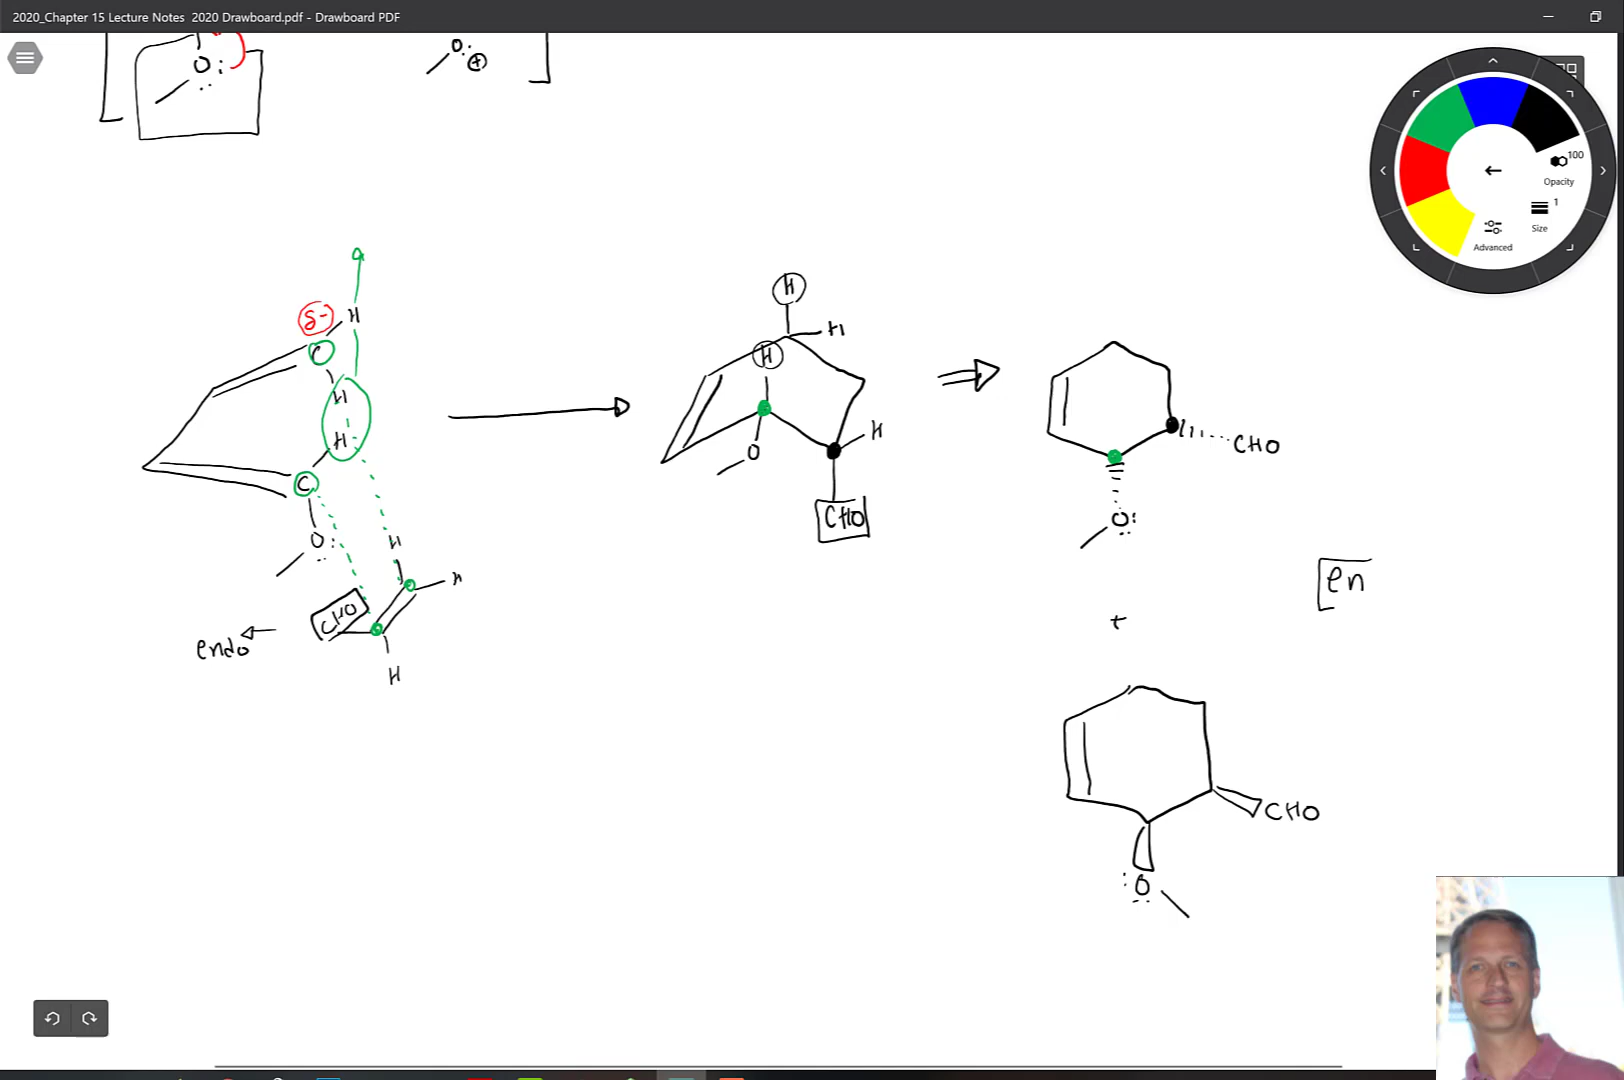 2020_Chapter 15 Lecture Notes 2020 Drawboard.pdf - Drawboard PDF
O:
O: ⊕
100
Opacity
1
Size
Advanced
δ- H
C
H
H
C
O:
H
CHO H
endo
H
H
H
H
H
O
CHO
CHO
O:
en
+
CHO
:O